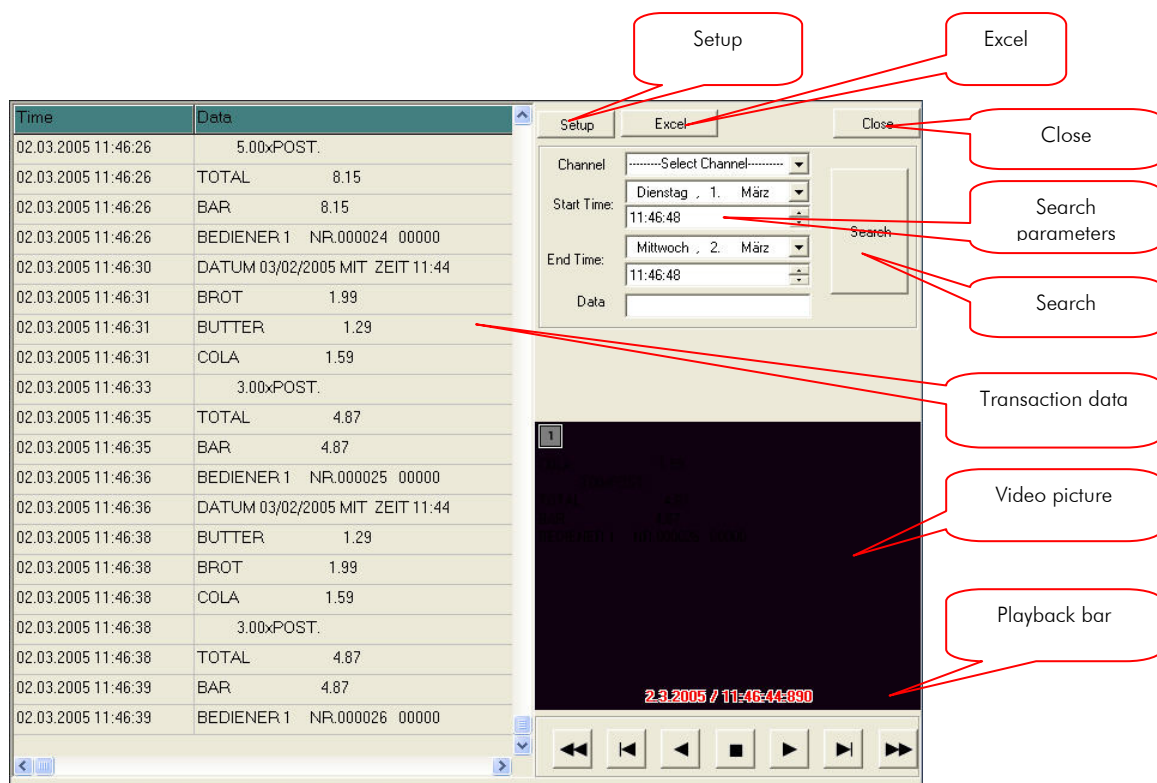 Setup
Excel
Time Data
02.03.2005 11:46:26 5.00xPOST.
02.03.2005 11:46:26 TOTAL 8.15
02.03.2005 11:46:26 BAR 8.15
02.03.2005 11:46:26 BEDIENER 1 NR.000024 00000
02.03.2005 11:46:30 DATUM 03/02/2005 MIT ZEIT 11:44
02.03.2005 11:46:31 BROT 1.99
02.03.2005 11:46:31 BUTTER 1.29
02.03.2005 11:46:31 COLA 1.59
02.03.2005 11:46:33 3.00xPOST.
02.03.2005 11:46:35 TOTAL 4.87
02.03.2005 11:46:35 BAR 4.87
02.03.2005 11:46:36 BEDIENER 1 NR.000025 00000
02.03.2005 11:46:36 DATUM 03/02/2005 MIT ZEIT 11:44
02.03.2005 11:46:38 BUTTER 1.29
02.03.2005 11:46:38 BROT 1.99
02.03.2005 11:46:38 COLA 1.59
02.03.2005 11:46:38 3.00xPOST.
02.03.2005 11:46:38 TOTAL 4.87
02.03.2005 11:46:39 BAR 4.87
02.03.2005 11:46:39 BEDIENER 1 NR.000026 00000
Setup Excel Close
Channel ---------Select Channel----------
Start Time: Dienstag , 1. März
11:46:48
End Time: Mittwoch , 2. März
11:46:48
Data
Search
1
2.3.2005 / 11:46:44:890
Close
Search
parameters
Search
Transaction data
Video picture
Playback bar